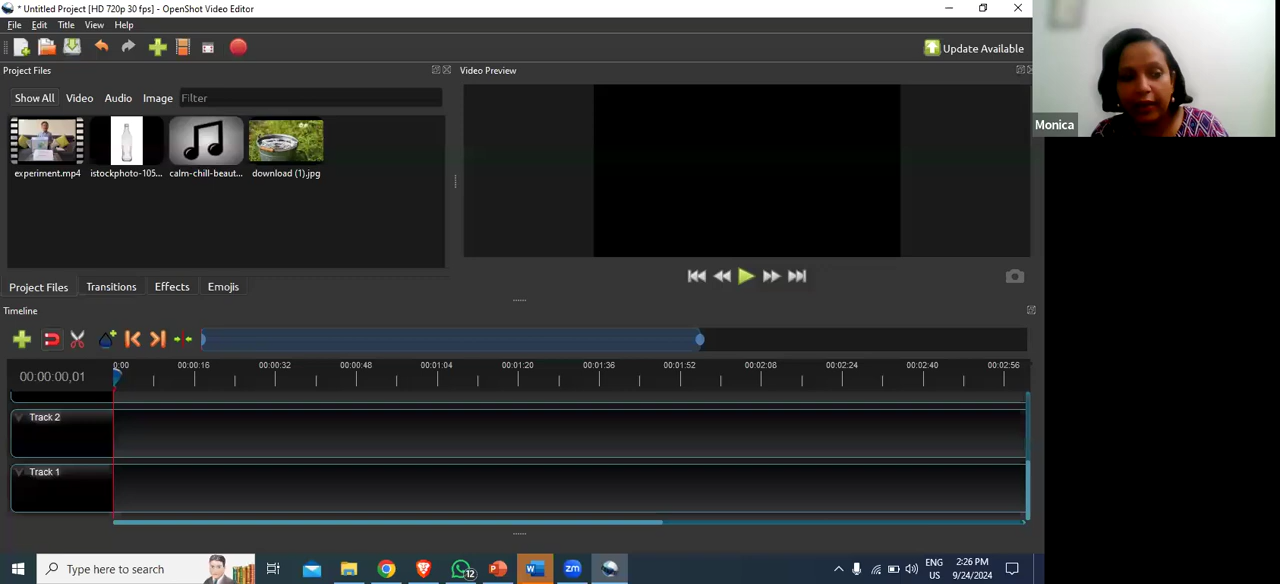 * Untitled Project [HD 720p 30 fps] - OpenShot Video Editor
File Edit Title View Help
Update Available
Project Files
Video Preview
Show All Video Audio Image Filter
Monica
experiment.mp4 istockphoto-105... calm-chill-beaut... download (1).jpg
Project Files Transitions Effects Emojis
Timeline
00:00:00,01
0:00 00:00:16 00:00:32 00:00:48 00:01:04 00:01:20 00:01:36 00:01:52 00:02:08 00:02:24 00:02:40 00:02:56
Track 2
Track 1
Type here to search
12
zm
ENG
US
2:26 PM
9/24/2024